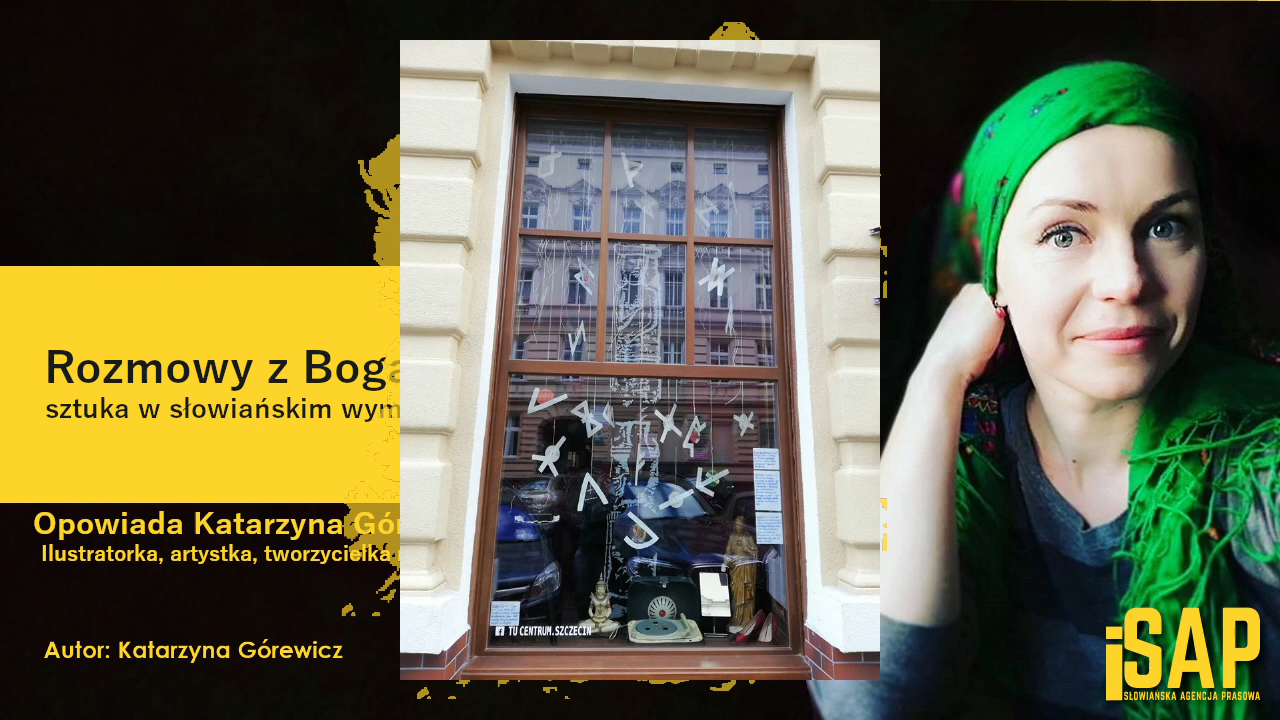 Rozmowy z Boga
sztuka w słowiańskim wym
Opowiada Katarzyna Gór
Ilustratorka, artystka, tworzycielka
Autor: Katarzyna Górewicz
TU CENTRUM.SZCZECIN
iSAP
SŁOWIAŃSKA AGENCJA PRASOWA